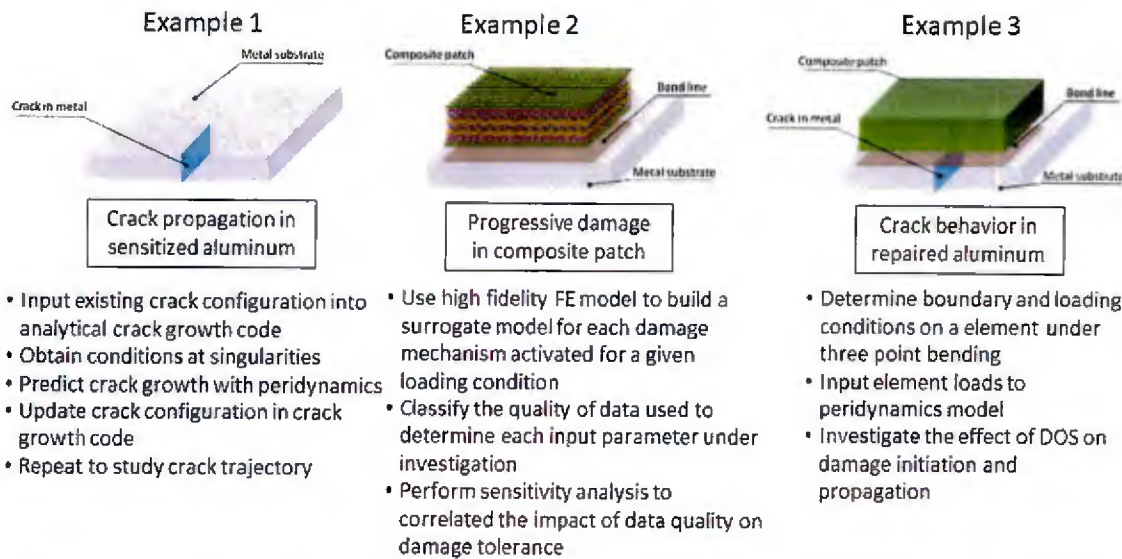 Example 1
Metal substrate
Crack in metal
Crack propagation in
sensitized aluminum
• Input existing crack configuration into
analytical crack growth code
• Obtain conditions at singularities
• Predict crack growth with peridynamics
• Update crack configuration in crack
growth code
• Repeat to study crack trajectory
Example 2
Composite patch
Bond line
Metal substrate
Progressive damage
in composite patch
• Use high fidelity FE model to build a
surrogate model for each damage
mechanism activated for a given
loading condition
• Classify the quality of data used to
determine each input parameter under
investigation
• Perform sensitivity analysis to
correlated the impact of data quality on
damage tolerance
Example 3
Composite patch
Bond line
Crack in metal
Metal substrate
Crack behavior in
repaired aluminum
• Determine boundary and loading
conditions on a element under
three point bending
• Input element loads to
peridynamics model
• Investigate the effect of DOS on
damage initiation and
propagation